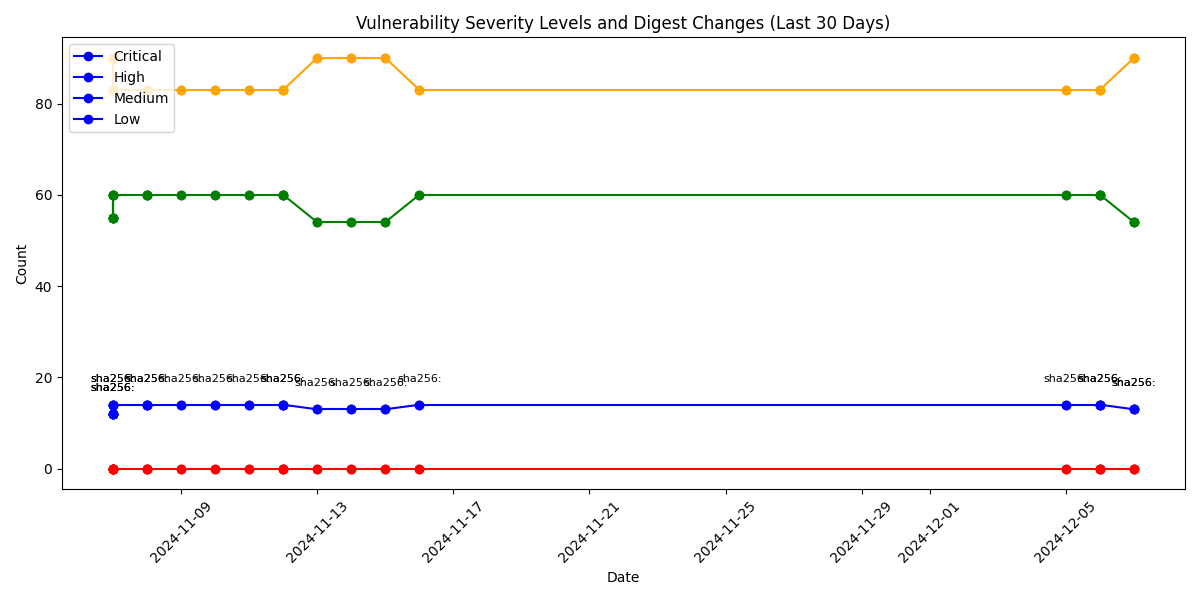 Vulnerability Severity Levels and Digest Changes (Last 30 Days)
Critical
High
Medium
Low
Count
80
60
40
20
0
sha256: sha256: sha256: sha256: sha256: sha256: sha256: sha256: sha256: sha256: sha256: sha256: sha256:
sha256:
2024-11-09
2024-11-13
2024-11-17
2024-11-21
2024-11-25
2024-11-29
2024-12-01
2024-12-05
Date